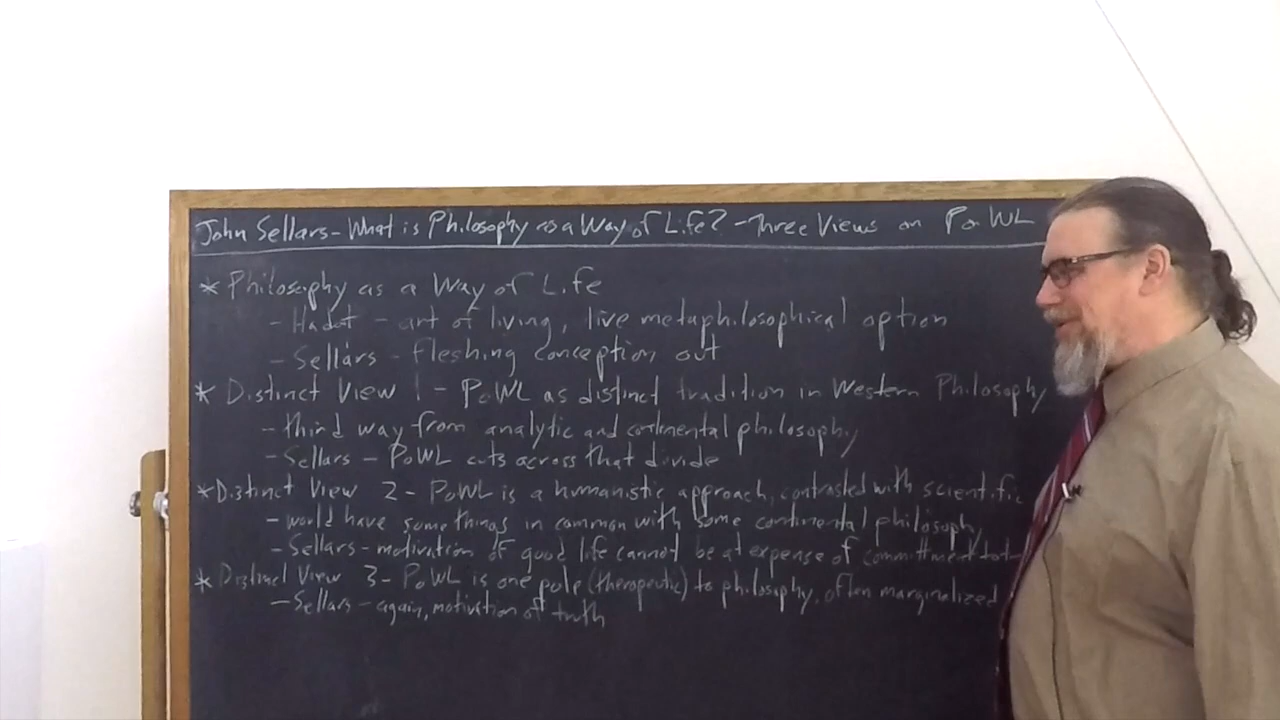 John Sellars - What is Philosophy as a Way of Life? - Three Views on PaWL
* Philosophy as a Way of Life
- Hadot - art of living, live metaphilosophical option
- Sellars - fleshing conception out
* Distinct View 1 - PoWL as distinct tradition in Western Philosophy
- third way from analytic and continental philosophy
- Sellars - PoWL cuts across that divide
* Distinct View 2 - PoWL is a humanistic approach, contrasted with scientific
- would have some things in common with some continental philosophy
- Sellars - motivation of good life cannot be at expense of committment to
* Distinct View 3 - PoWL is one pole (therapeutic) to philosophy, often marginalized
- Sellars - again, motivation of truth